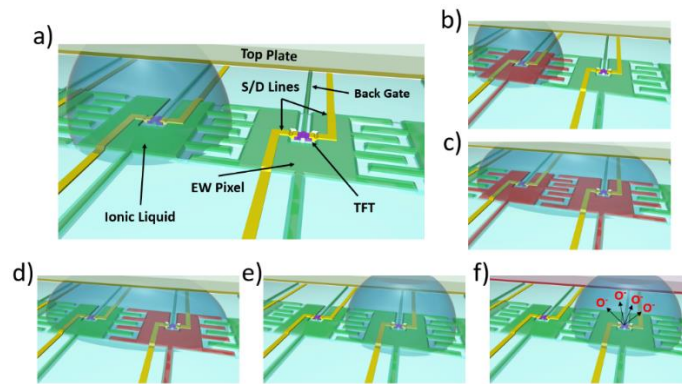 a)
Top Plate
S/D Lines
Back Gate
EW Pixel
TFT
Ionic Liquid
b)
c)
d)
e)
f)
O⁻ O⁻ O⁻ O⁻